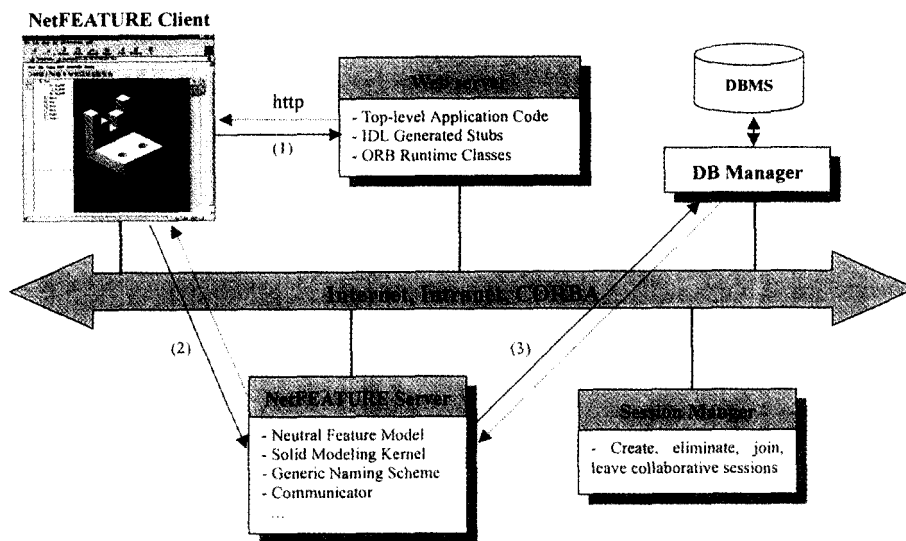 NetFEATURE Client
Web server
- Top-level Application Code
- IDL Generated Stubs
- ORB Runtime Classes
http
(1)
DBMS
DB Manager
Internet, Intranet, CORBA
(2)
(3)
NetFEATURE Server
- Neutral Feature Model
- Solid Modeling Kernel
- Generic Naming Scheme
- Communicator
...
Session Manger
- Create, eliminate, join,
leave collaborative sessions